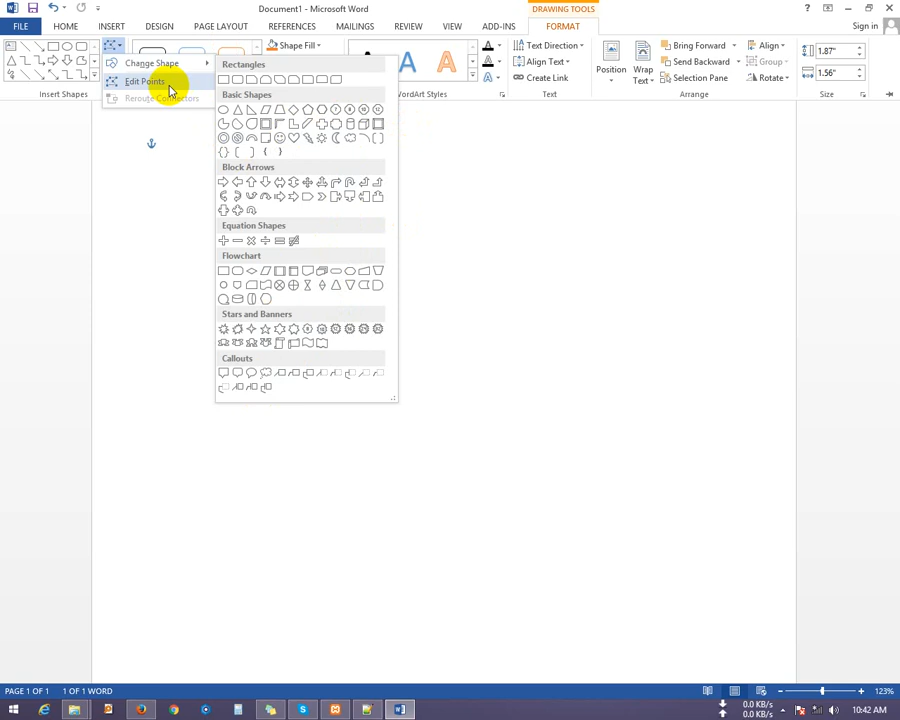 Document1 - Microsoft Word
DRAWING TOOLS
FILE HOME INSERT DESIGN PAGE LAYOUT REFERENCES MAILINGS REVIEW VIEW ADD-INS FORMAT Sign in
Shape Fill
Text Direction
Bring Forward
Align
1.87"
Change Shape
Rectangles
Align Text
Position
Wrap Text
Send Backward
Group
1.56"
Edit Points
Create Link
Selection Pane
Rotate
Insert Shapes
Reroute Connectors
Basic Shapes
WordArt Styles
Text
Arrange
Size
Block Arrows
Equation Shapes
Flowchart
Stars and Banners
Callouts
PAGE 1 OF 1 1 OF 1 WORD 123%
0.0 KB/s
0.0 KB/s
10:42 AM